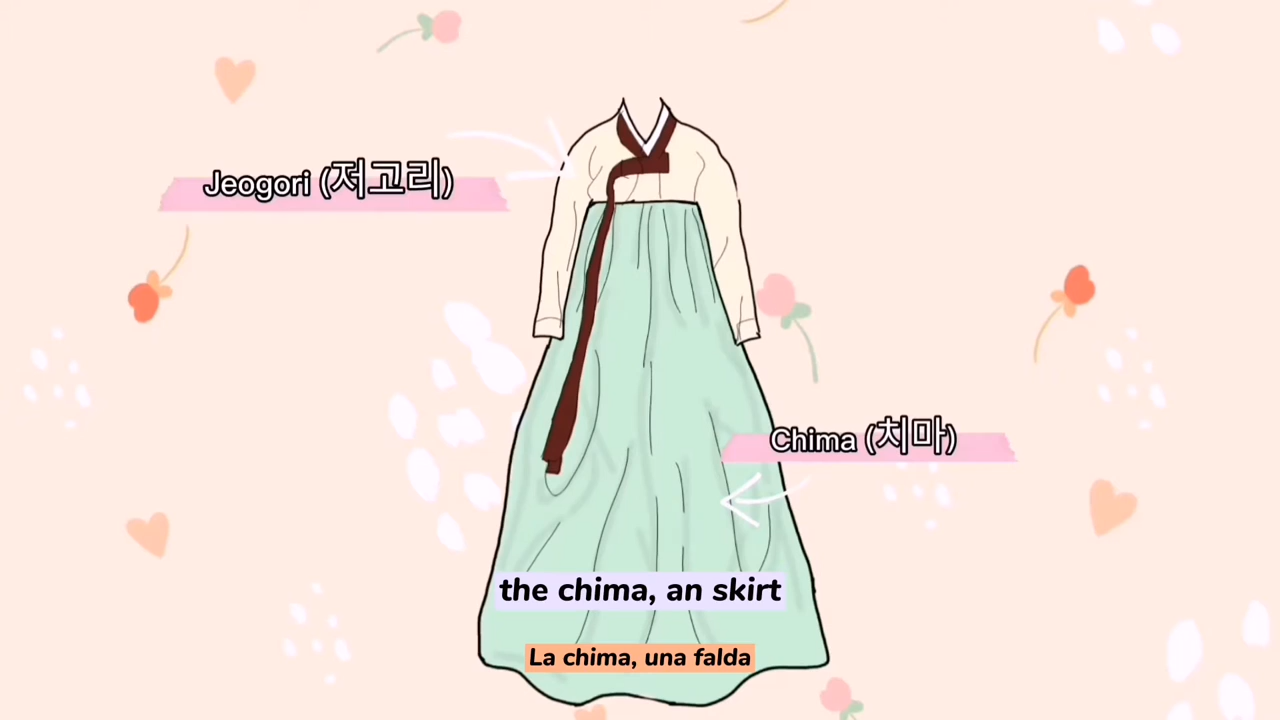 Jeogori (저고리)
Chima (치마)
the chima, an skirt
La chima, una falda